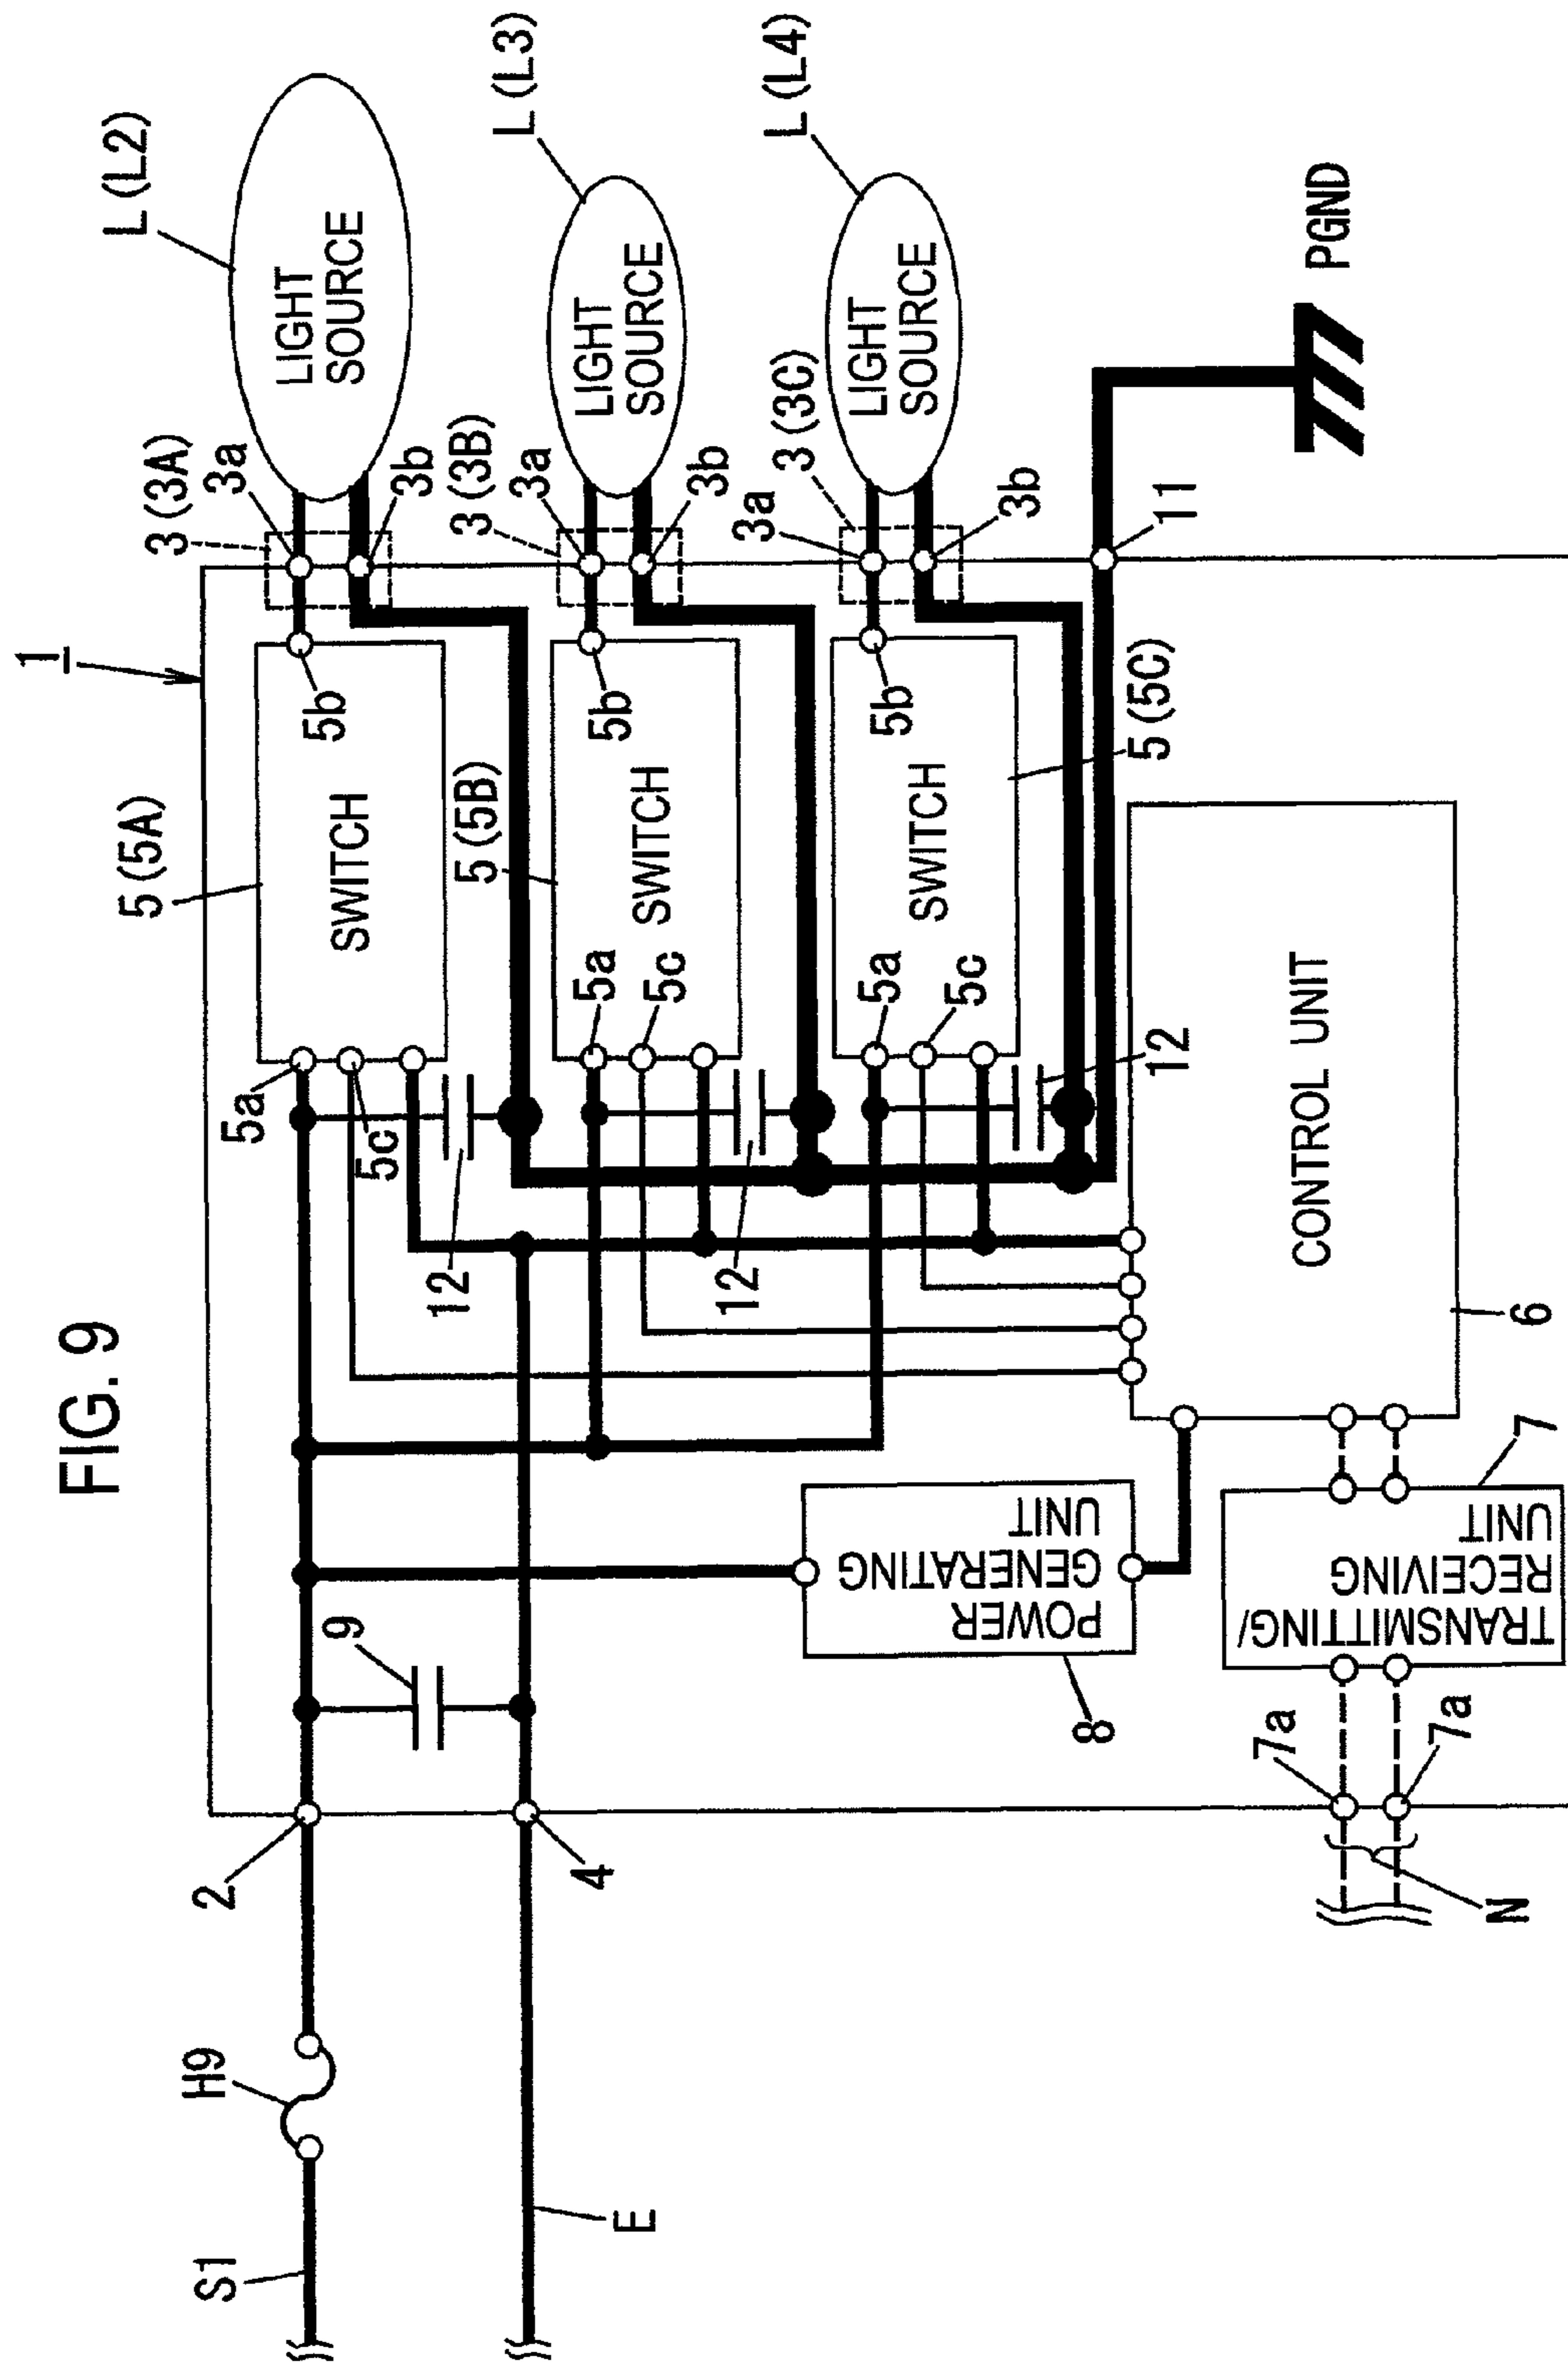 FIG. 9
1
S1
H9
2
E
4
9
5 (5A)
SWITCH
5a
5c
5b
12
3 (3A)
3a
3b
L (L2)
LIGHT
SOURCE
5 (5B)
SWITCH
5a
5c
5b
12
3 (3B)
3a
3b
L (L3)
LIGHT
SOURCE
5 (5C)
SWITCH
5a
5c
5b
12
3 (3C)
3a
3b
L (L4)
LIGHT
SOURCE
11
PGND
POWER
GENERATING
UNIT
8
CONTROL UNIT
6
TRANSMITTING/
RECEIVING
UNIT
7
7a
7a
N